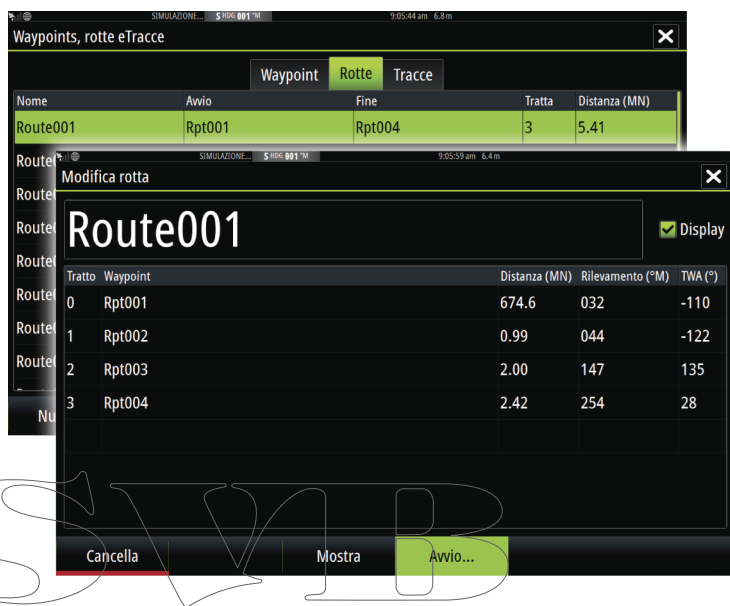 SIMULAZIONE... S HDG 001 °M 9:05:44 am 6.8 m
Waypoints, rotte eTracce
Waypoint Rotte Tracce
Nome Avvio Fine Tratta Distanza (MN)
Route001 Rpt001 Rpt004 3 5.41
SIMULAZIONE... S HDG 001 °M 9:05:59 am 6.4 m
Modifica rotta
Route001 Display
Tratto Waypoint Distanza (MN) Rilevamento (°M) TWA (°)
0 Rpt001 674.6 032 -110
1 Rpt002 0.99 044 -122
2 Rpt003 2.00 147 135
3 Rpt004 2.42 254 28
Cancella Mostra Avvio...
SVB